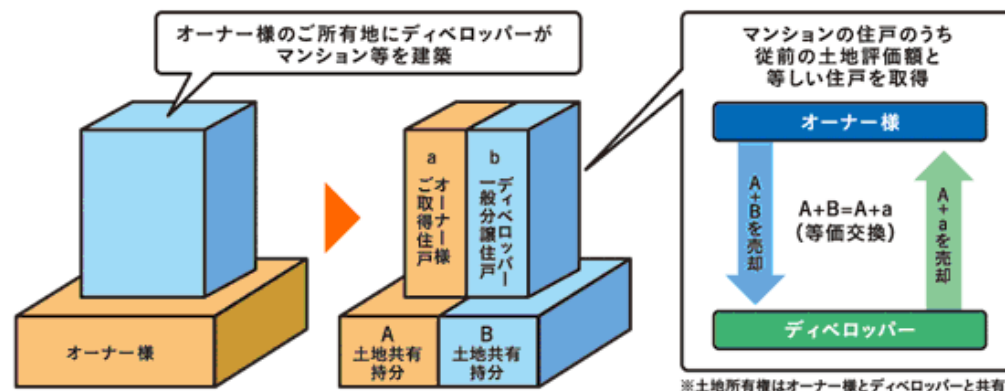 オーナー様のご所有地にディベロッパーが
マンション等を建築
オーナー様
a
オーナー様
ご取得住戸
b
ディベロッパー
一般分譲住戸
A
土地共有
持分
B
土地共有
持分
マンションの住戸のうち
従前の土地評価額と
等しい住戸を取得
オーナー様
A+Bを売却
A+B=A+a
(等価交換)
A+aを売却
ディベロッパー
※土地所有権はオーナー様とディベロッパーと共有